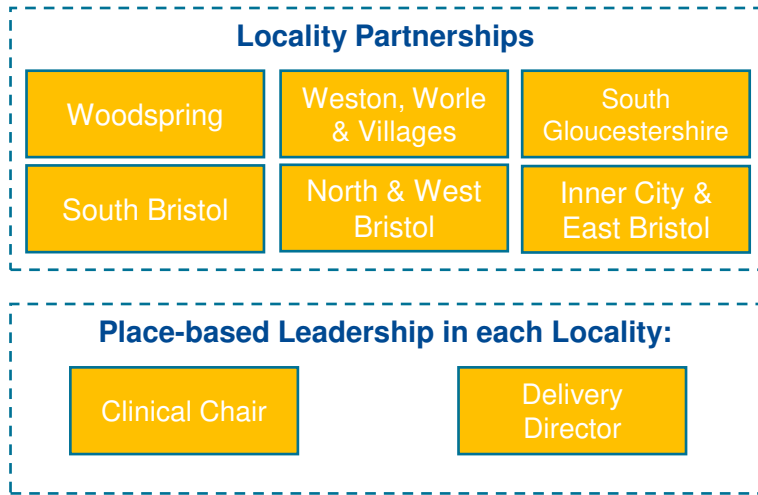 Locality Partnerships
Woodspring
Weston, Worle
& Villages
South
Gloucestershire
South Bristol
North & West
Bristol
Inner City &
East Bristol
Place-based Leadership in each Locality:
Clinical Chair
Delivery
Director